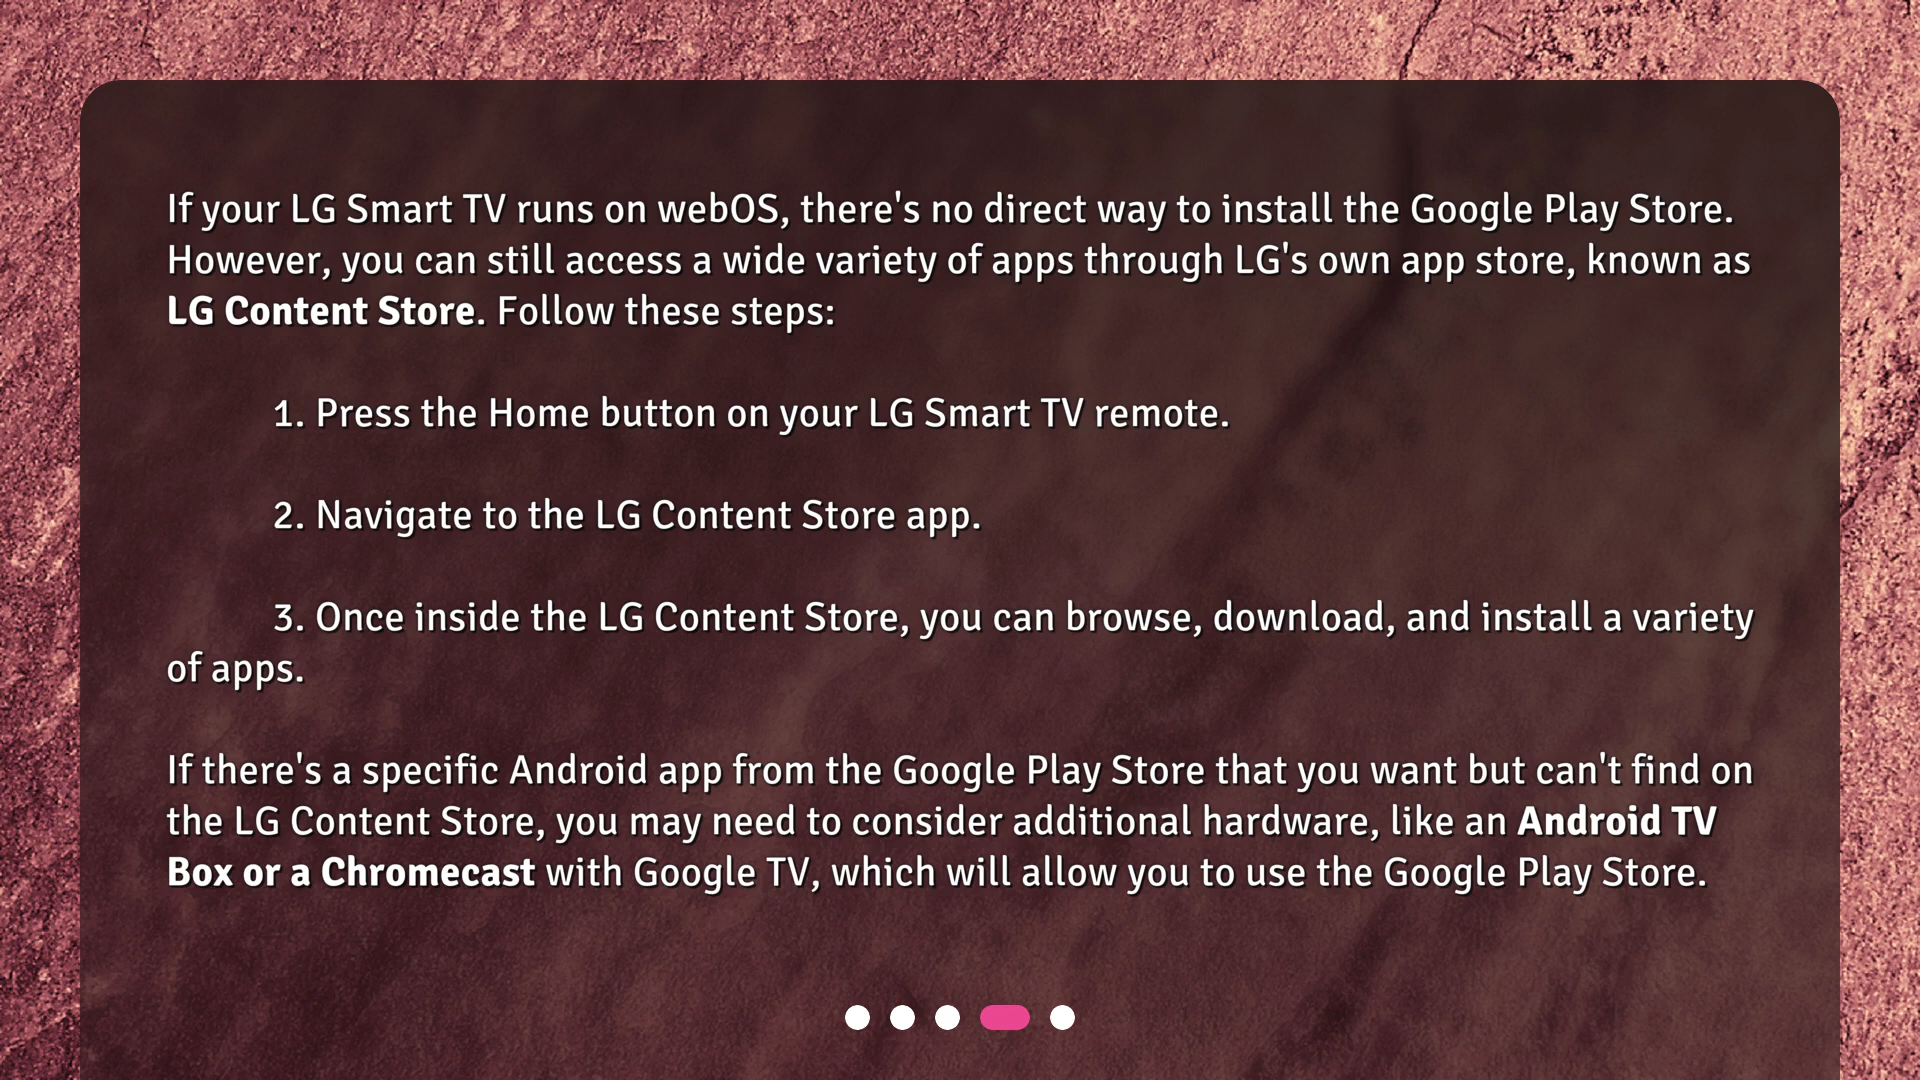 If your LG Smart TV runs on webOS, there's no direct way to install the Google Play Store.
However, you can still access a wide variety of apps through LG's own app store, known as
LG Content Store. Follow these steps:
1. Press the Home button on your LG Smart TV remote.
2. Navigate to the LG Content Store app.
3. Once inside the LG Content Store, you can browse, download, and install a variety
of apps.
If there's a specific Android app from the Google Play Store that you want but can't find on
the LG Content Store, you may need to consider additional hardware, like an Android TV
Box or a Chromecast with Google TV, which will allow you to use the Google Play Store.